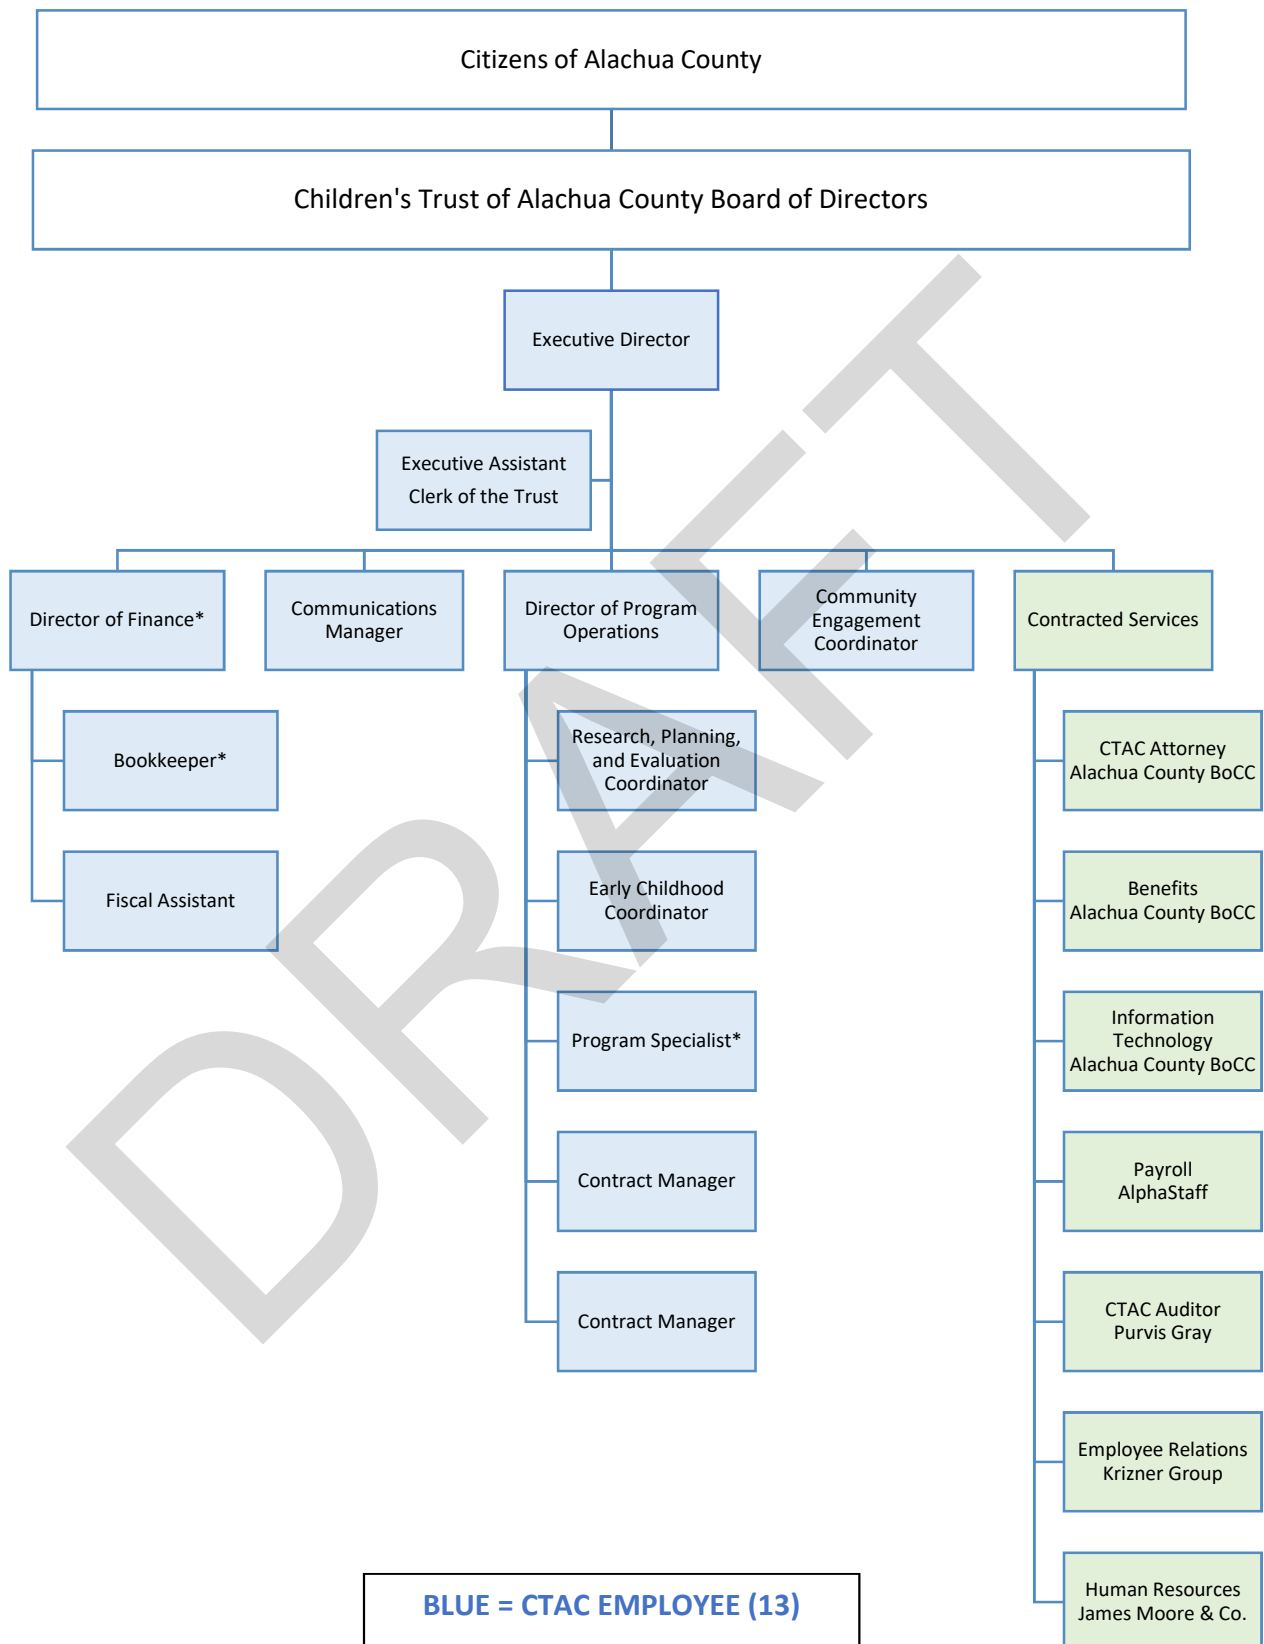 Citizens of Alachua County
Children's Trust of Alachua County Board of Directors
Executive Director
Executive Assistant
Clerk of the Trust
Director of Finance*
Communications
Manager
Director of Program
Operations
Community
Engagement
Coordinator
Contracted Services
Bookkeeper*
Fiscal Assistant
Research, Planning,
and Evaluation
Coordinator
Early Childhood
Coordinator
Program Specialist*
Contract Manager
Contract Manager
CTAC Attorney
Alachua County BoCC
Benefits
Alachua County BoCC
Information
Technology
Alachua County BoCC
Payroll
AlphaStaff
CTAC Auditor
Purvis Gray
Employee Relations
Krizner Group
Human Resources
James Moore & Co.
BLUE = CTAC EMPLOYEE (13)
DRAFT